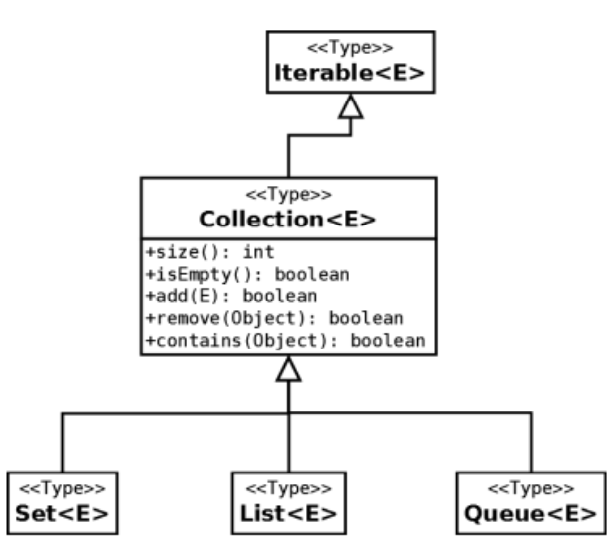 <<Type>>
Iterable<E>
<<Type>>
Collection<E>
+size(): int
+isEmpty(): boolean
+add(E): boolean
+remove(Object): boolean
+contains(Object): boolean
<<Type>>
Set<E>
<<Type>>
List<E>
<<Type>>
Queue<E>